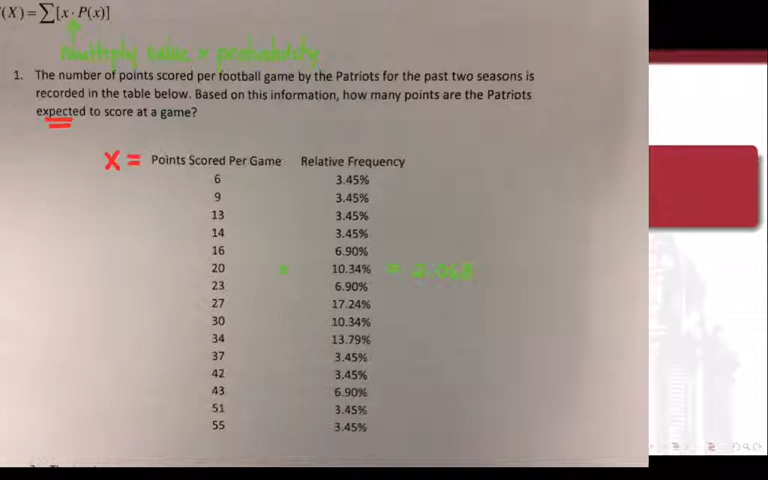 (X)=∑[x·P(x)]
multiply value x probability
1. The number of points scored per football game by the Patriots for the past two seasons is
recorded in the table below. Based on this information, how many points are the Patriots
expected to score at a game?
X = Points Scored Per Game Relative Frequency
6 3.45%
9 3.45%
13 3.45%
14 3.45%
16 6.90%
20 x 10.34% = 2.068
23 6.90%
27 17.24%
30 10.34%
34 13.79%
37 3.45%
42 3.45%
43 6.90%
51 3.45%
55 3.45%